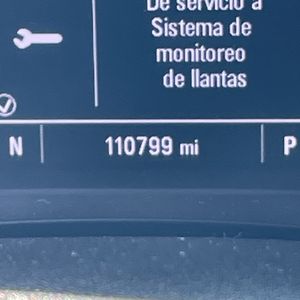 De servicio a
Sistema de
monitoreo
de llantas
N 110799 mi P